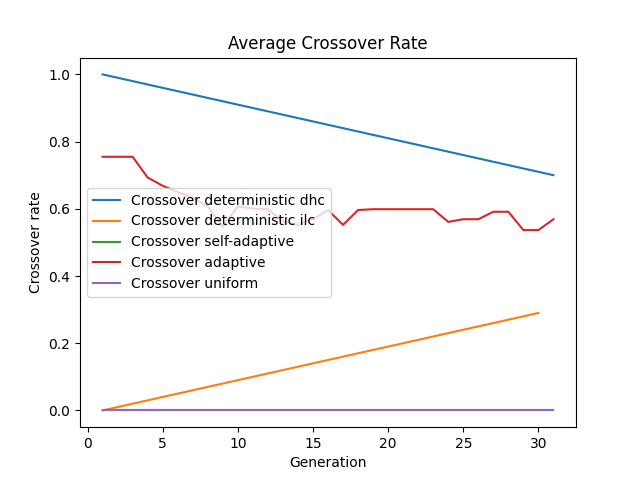 Average Crossover Rate
Crossover rate
1.0
0.8
0.6
0.4
0.2
0.0
Crossover deterministic dhc
Crossover deterministic ilc
Crossover self-adaptive
Crossover adaptive
Crossover uniform
0 5 10 15 20 25 30
Generation